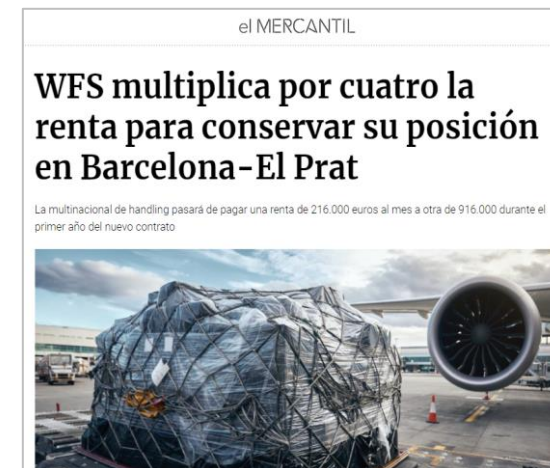 el MERCANTIL
WFS multiplica por cuatro la
renta para conservar su posición
en Barcelona-El Prat
La multinacional de handling pasará de pagar una renta de 216.000 euros al mes a otra de 916.000 durante el
primer año del nuevo contrato